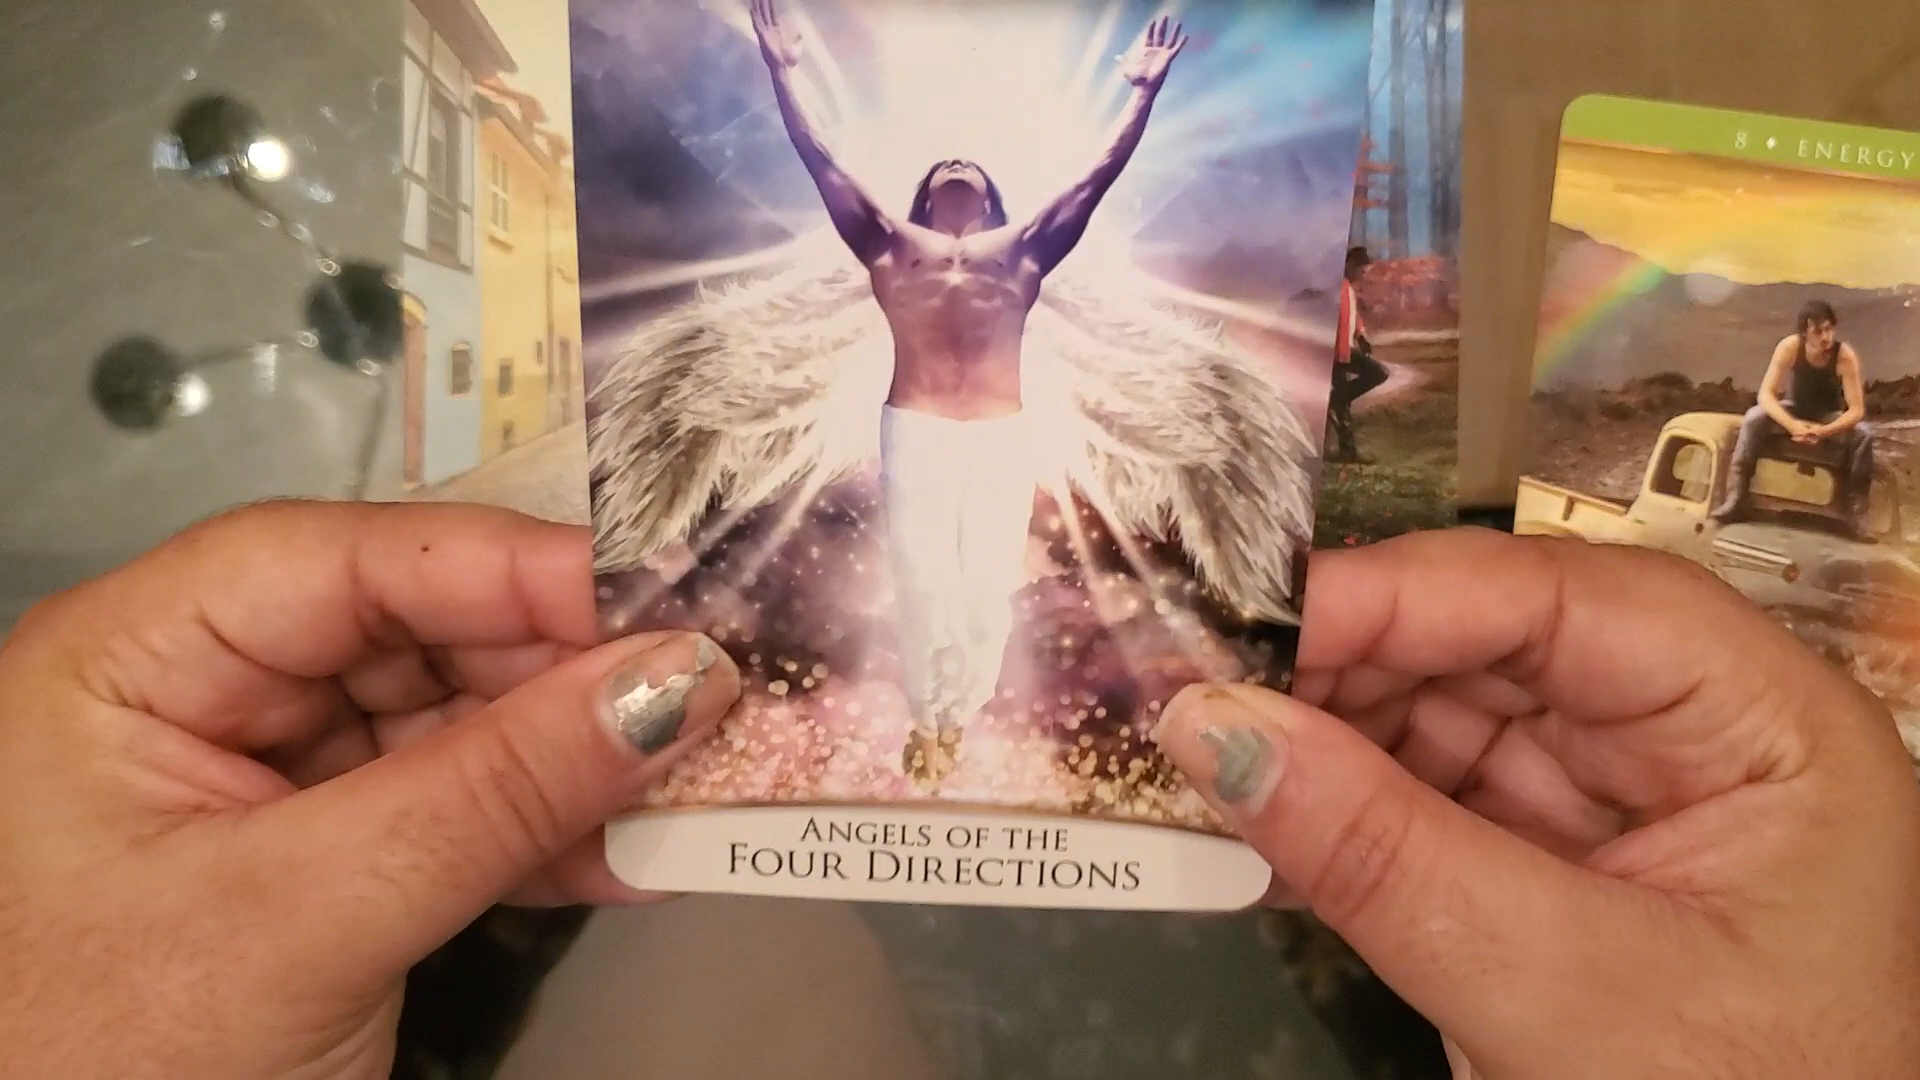 8 ♦ ENERGY
ANGELS OF THE
FOUR DIRECTIONS